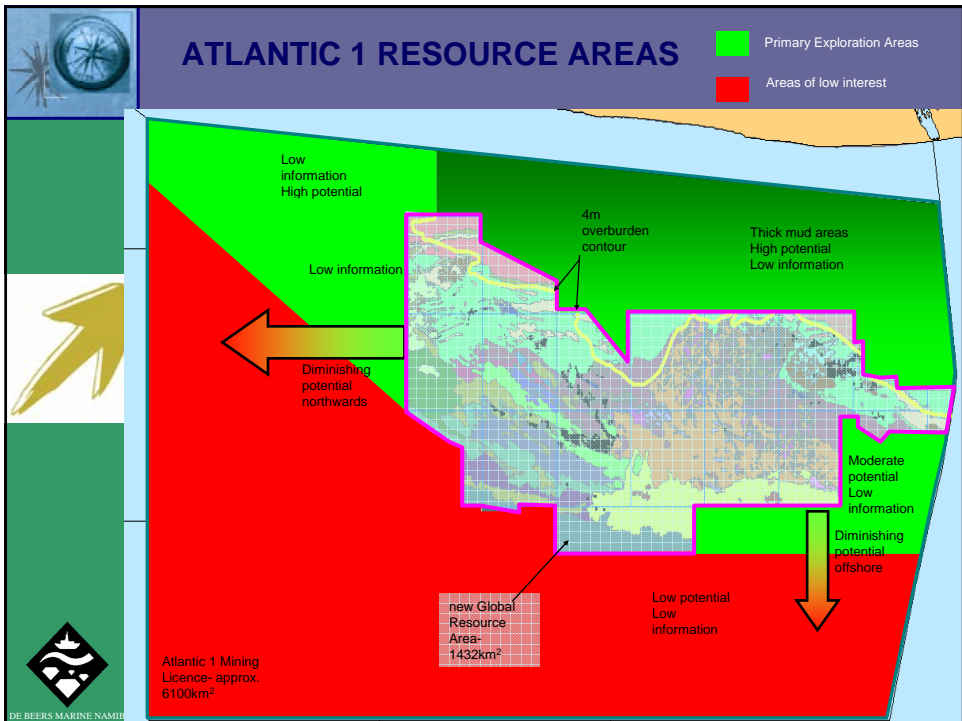 ATLANTIC 1 RESOURCE AREAS
Primary Exploration Areas
Areas of low interest
Low
information
High potential
4m
overburden
contour
Thick mud areas
High potential
Low information
Low information
Diminishing
potential
northwards
Moderate
potential
Low
information
Diminishing
potential
offshore
new Global
Resource
Area-
1432km²
Low potential
Low
information
Atlantic 1 Mining
Licence- approx.
6100km²
DE BEERS MARINE NAMIB